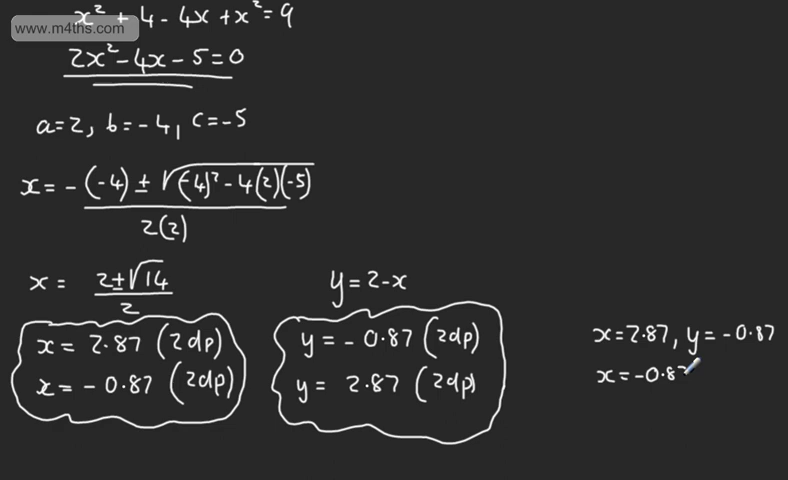 www.m4ths.com
x² + 4 - 4x + x² = 9
2x² - 4x - 5 = 0
a = 2, b = -4, c = -5
x = -(-4) ± √(-4)² - 4(2)(-5)
2(2)
x = 2 ± √14
2
y = 2 - x
x = 2.87 (2dp)
x = -0.87 (2dp)
y = -0.87 (2dp)
y = 2.87 (2dp)
x = 2.87, y = -0.87
x = -0.87